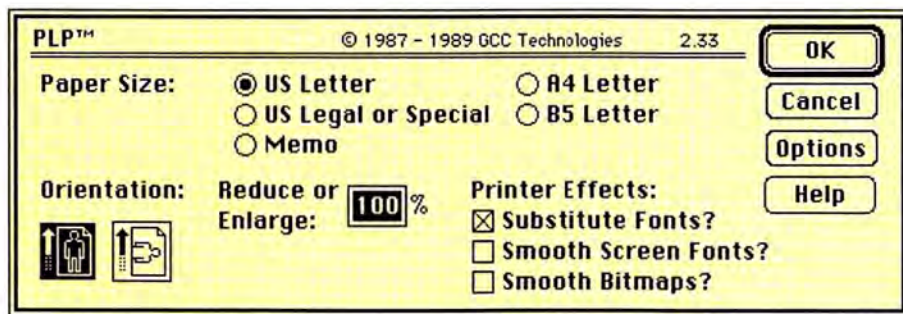 PLP™ © 1987 - 1989 GCC Technologies 2.33 OK
Paper Size: US Letter A4 Letter Cancel
US Legal or Special B5 Letter
Memo Options
Orientation: Reduce or Enlarge: 100 % Printer Effects: Help
Substitute Fonts?
Smooth Screen Fonts?
Smooth Bitmaps?